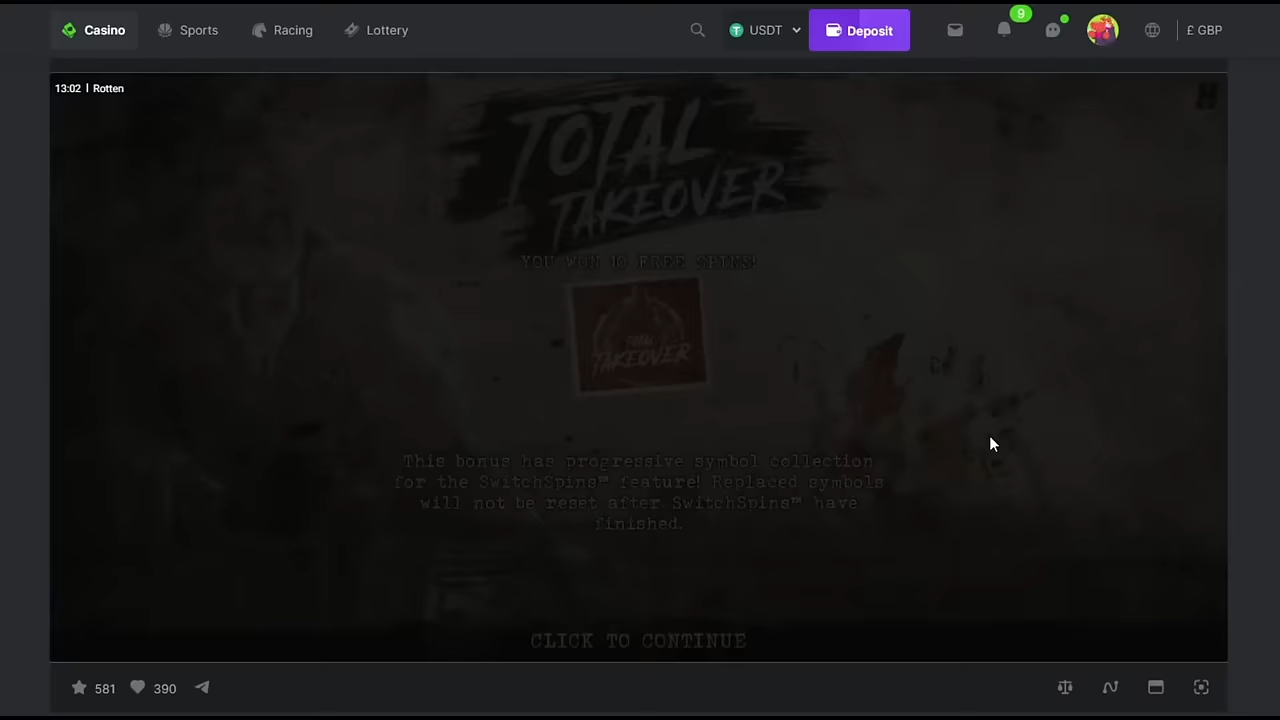 Casino
Sports
Racing
Lottery
USDT
Deposit
9
£ GBP
13:02 | Rotten
TOTAL
TAKEOVER
YOU WON 10 FREE SPINS!
TOTAL
TAKEOVER
This bonus has progressive symbol collection
for the SwitchSpins™ feature! Replaced symbols
will not be reset after SwitchSpins™ have
finished.
CLICK TO CONTINUE
581
390